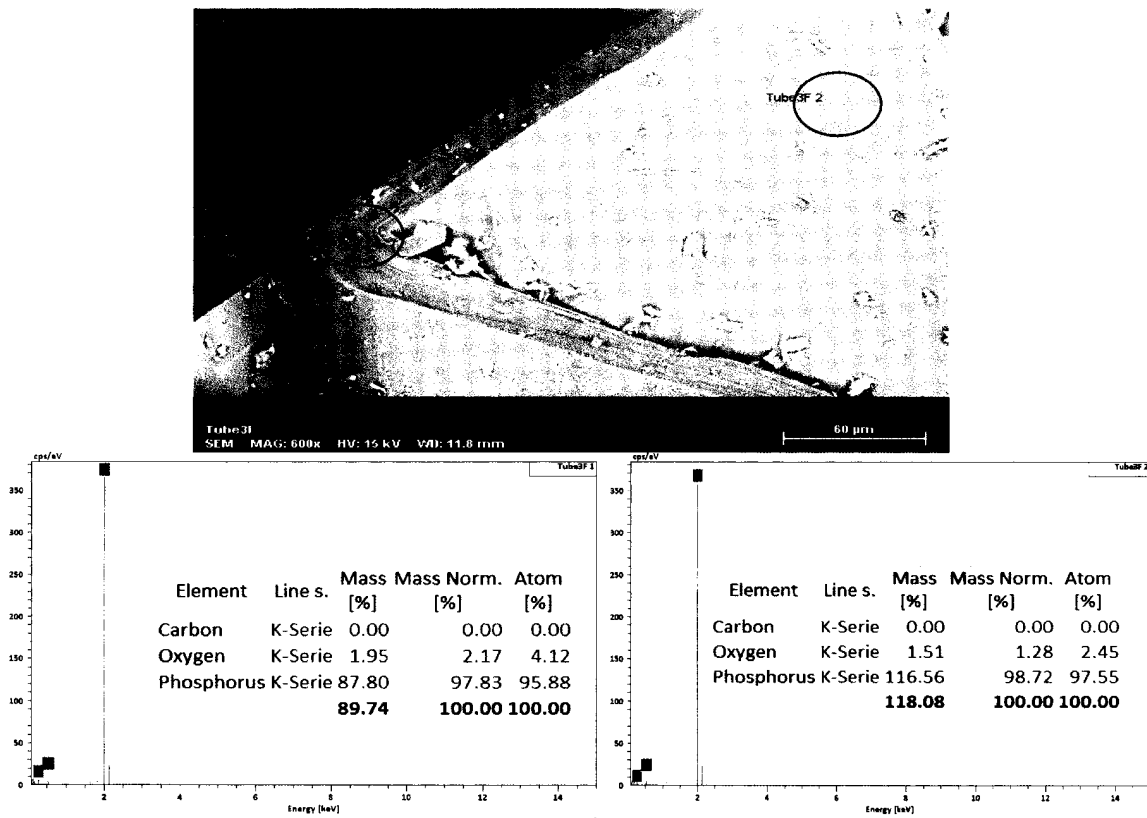 Tube3F 2
Tube3I
SEM MAG: 600x HV: 15 kV WD: 11.8 mm
60 µm
cps/eV
Tube3F 1
350
300
250
200
150
100
50
0
2 4 6 8 10 12 14
Energy [keV]
Element Line s. Mass Mass Norm. Atom
[%] [%] [%]
Carbon K-Serie 0.00 0.00 0.00
Oxygen K-Serie 1.95 2.17 4.12
Phosphorus K-Serie 87.80 97.83 95.88
89.74 100.00 100.00
cps/eV
Tube3F 2
350
300
250
200
150
100
50
0
2 4 6 8 10 12 14
Energy [keV]
Element Line s. Mass Mass Norm. Atom
[%] [%] [%]
Carbon K-Serie 0.00 0.00 0.00
Oxygen K-Serie 1.51 1.28 2.45
Phosphorus K-Serie 116.56 98.72 97.55
118.08 100.00 100.00